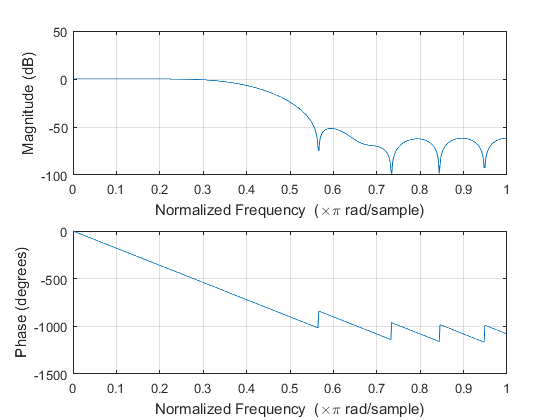 50
0
-50
-100
Magnitude (dB)
0 0.1 0.2 0.3 0.4 0.5 0.6 0.7 0.8 0.9 1
Normalized Frequency (×π rad/sample)
0
-500
-1000
-1500
Phase (degrees)
0 0.1 0.2 0.3 0.4 0.5 0.6 0.7 0.8 0.9 1
Normalized Frequency (×π rad/sample)